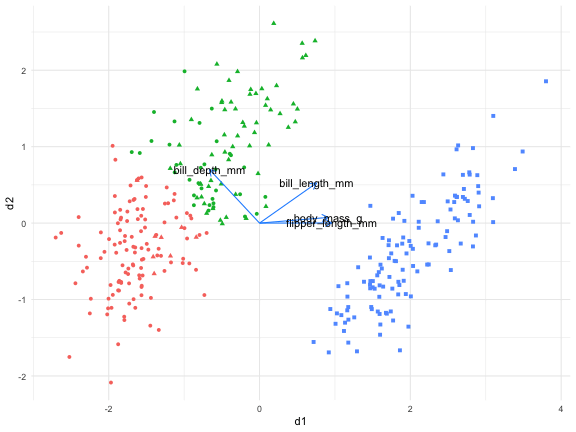 2
bill_depth_mm
bill_length_mm
body_mass_g
flipper_length_mm
1
0
-1
-2
d2
-2
0
2
4
d1